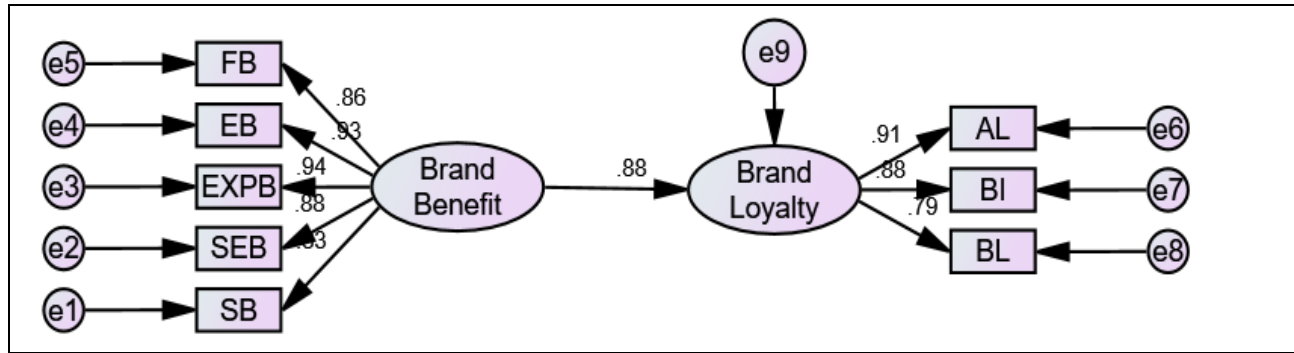 e5
FB
.86
e4
EB
.93
e3
EXPB
.94
e2
SEB
.88
e1
SB
Brand
Benefit
.88
e9
Brand
Loyalty
.91
AL
e6
.88
BI
e7
.79
BL
e8